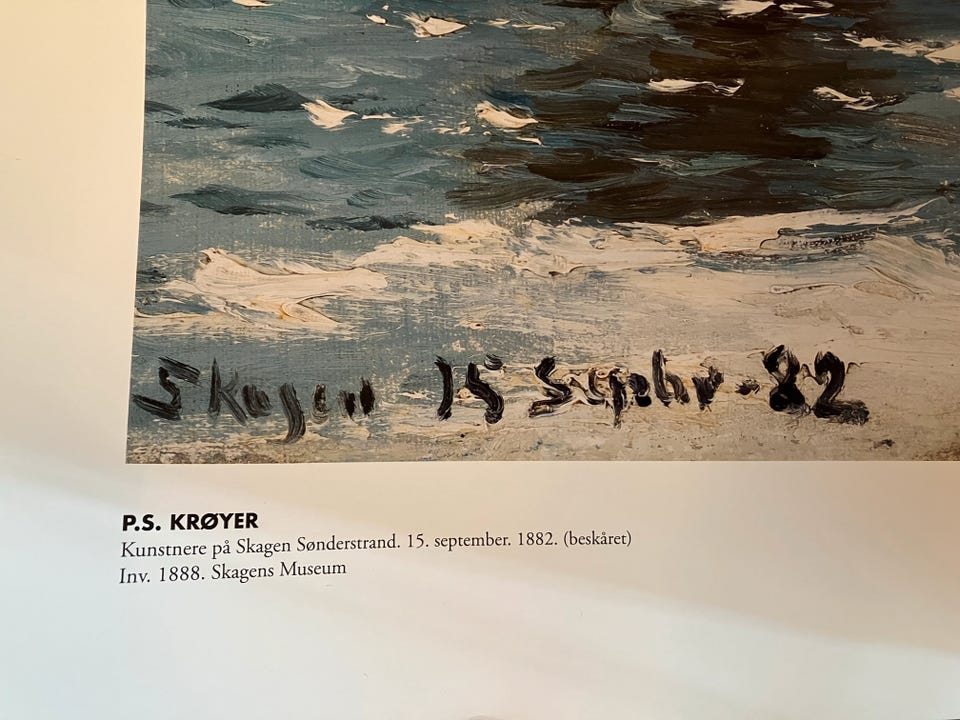 Skagen 15 Septbr - 82
P.S. KRØYER
Kunstnere på Skagen Sønderstrand. 15. september. 1882. (beskåret)
Inv. 1888. Skagens Museum